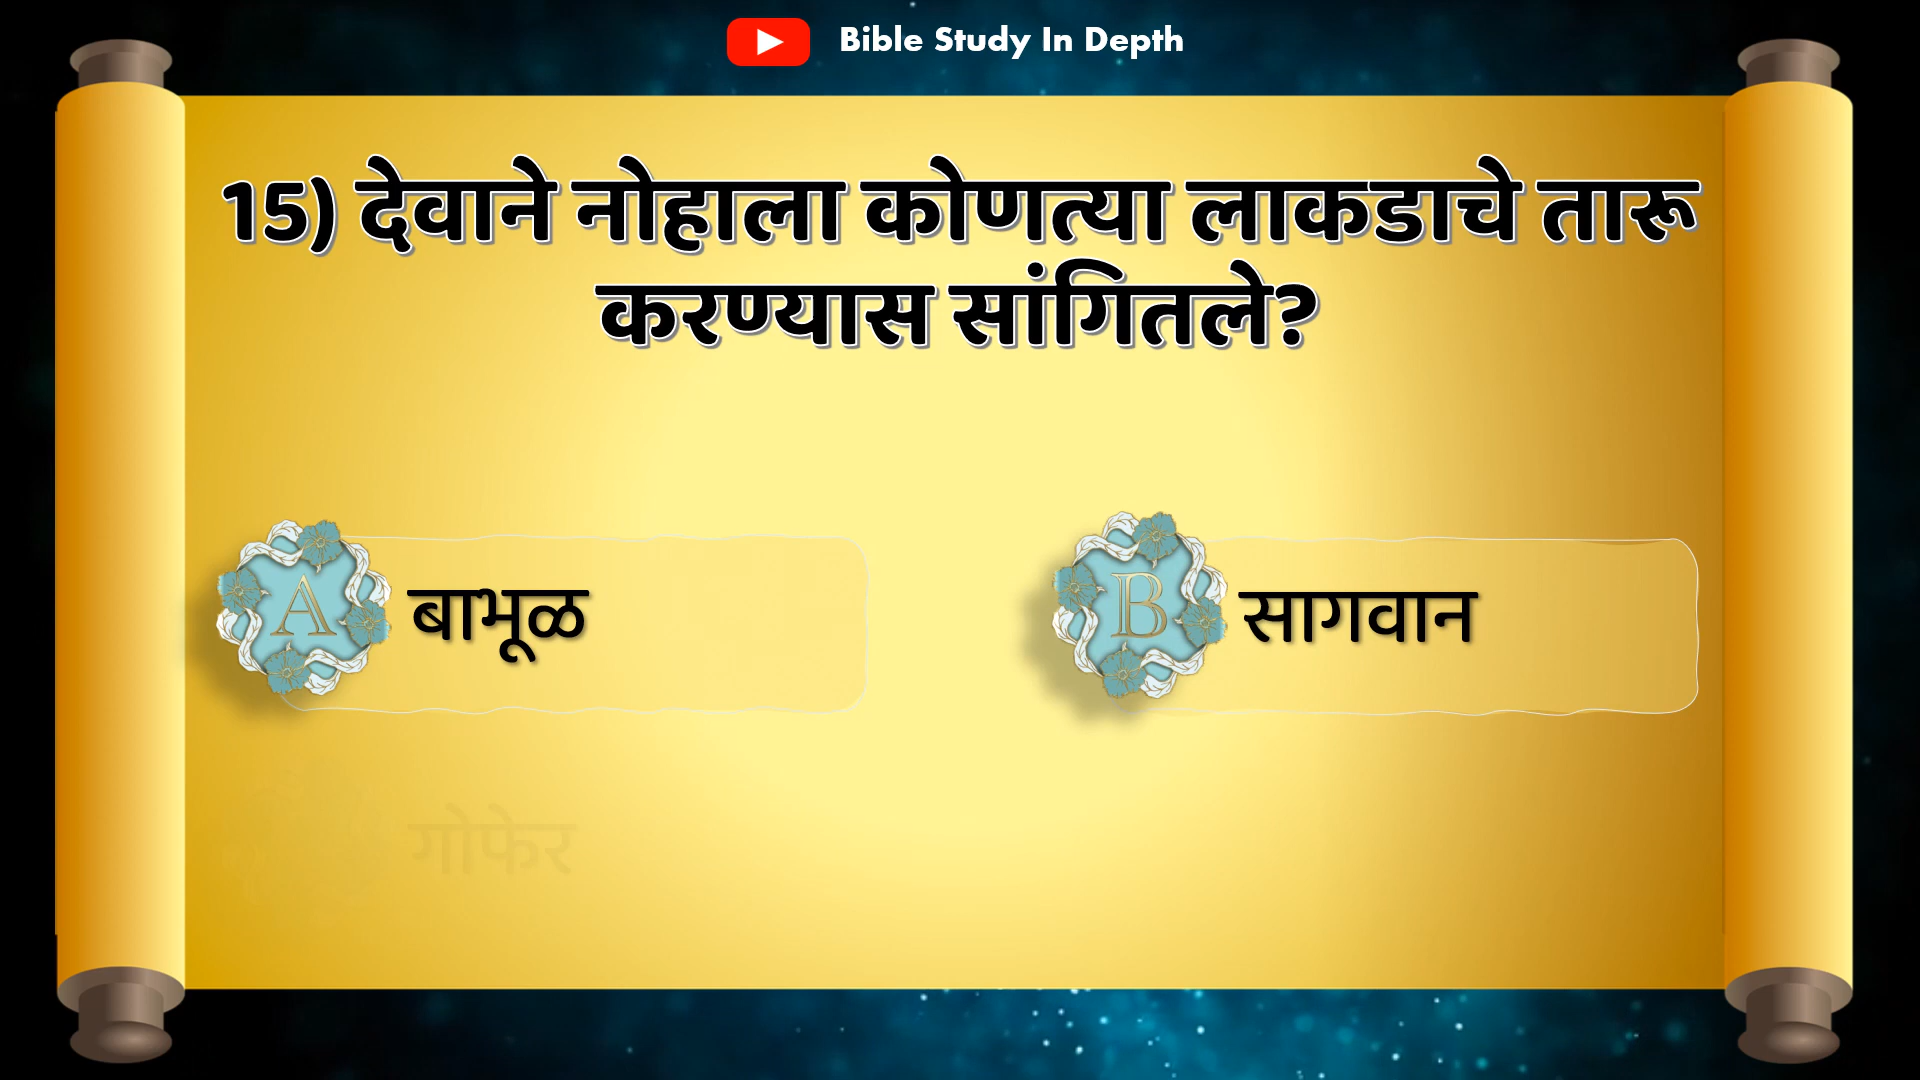 Bible Study In Depth
15) देवाने नोहाला कोणत्या लाकडाचे तारू
करण्यास सांगितले?
A बाभूळ
B सागवान
गोफेर